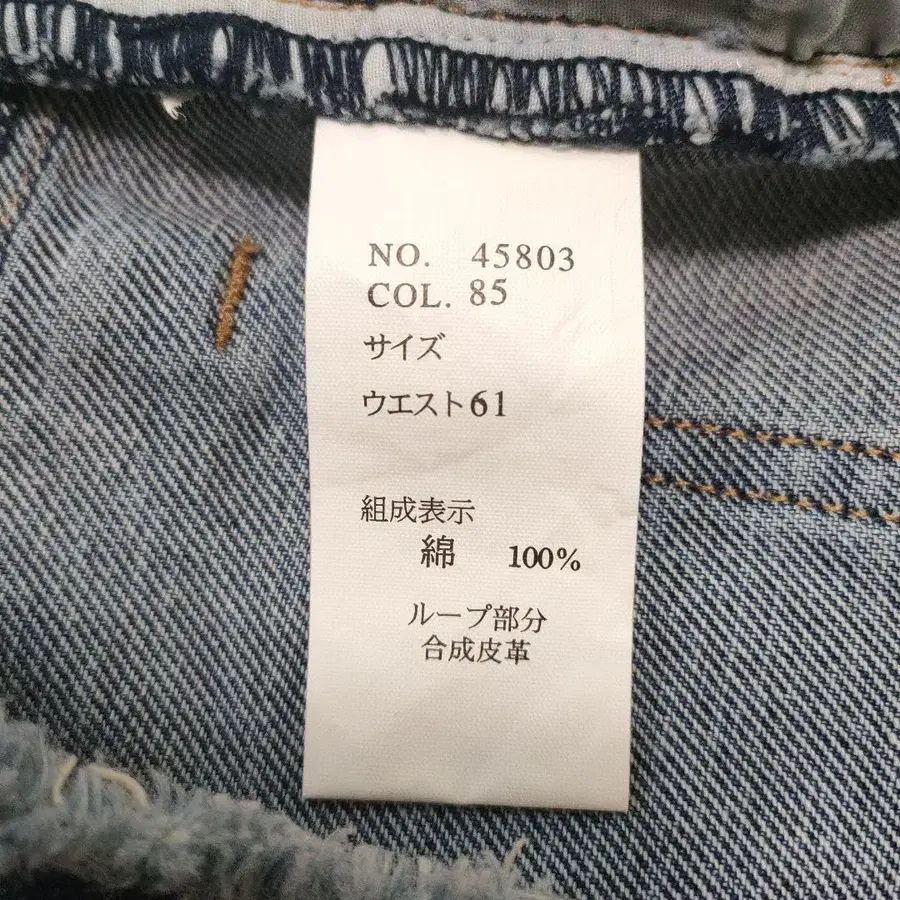 NO. 45803
COL. 85
サイズ
ウエスト61
組成表示
綿 100%
ループ部分
合成皮革